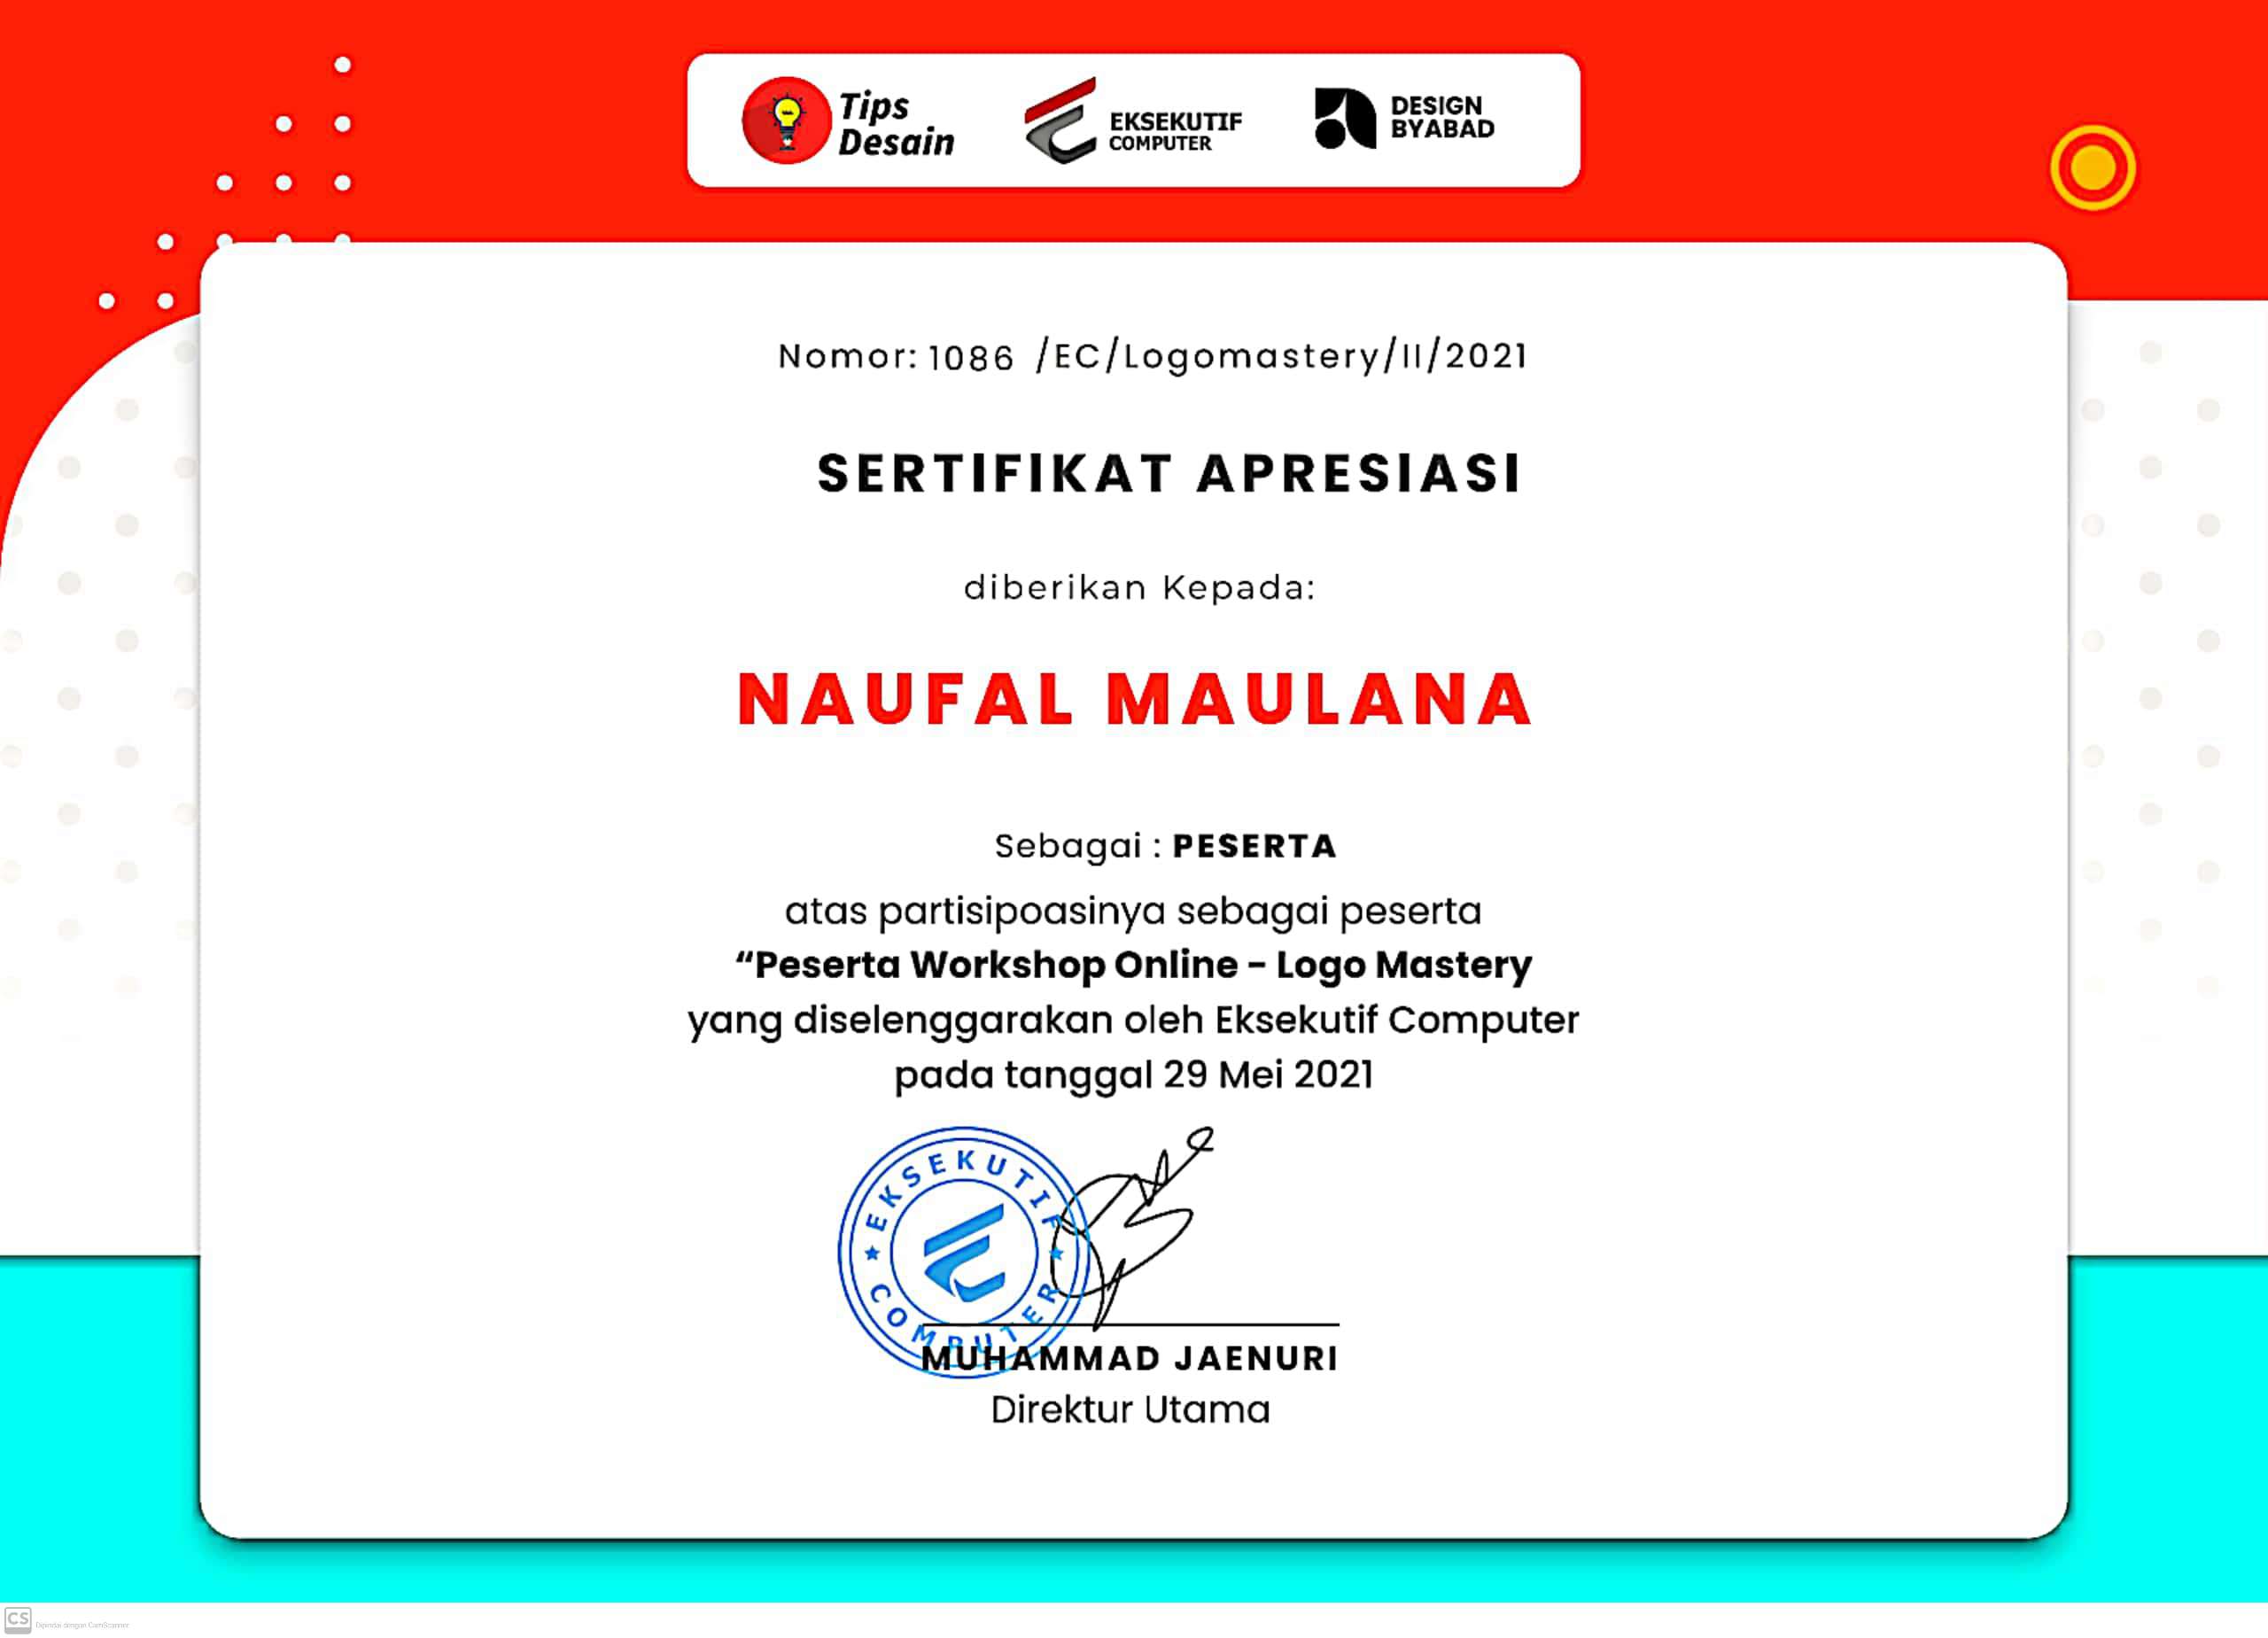 Tips
Desain
EKSEKUTIF
COMPUTER
DESIGN
BYABAD
Nomor: 1086 /EC/Logomastery/II/2021
SERTIFIKAT APRESIASI
diberikan Kepada:
NAUFAL MAULANA
Sebagai : PESERTA
atas partisipoasinya sebagai peserta
“Peserta Workshop Online - Logo Mastery
yang diselenggarakan oleh Eksekutif Computer
pada tanggal 29 Mei 2021
EKSEKUTIF
COMPUTER
MUHAMMAD JAENURI
Direktur Utama
CS Dipindai dengan CamScanner